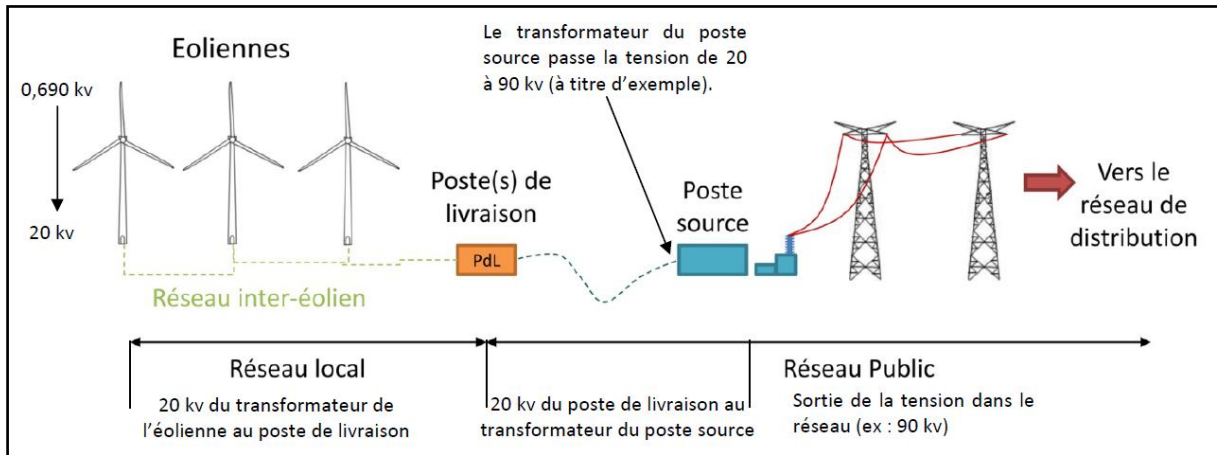 Eoliennes
Le transformateur du poste
source passe la tension de 20
à 90 kv (à titre d'exemple).
0,690 kv
20 kv
Poste(s) de
livraison
Poste
source
Vers le
réseau de
distribution
PdL
Réseau inter-éolien
Réseau local
Réseau Public
20 kv du transformateur de
l'éolienne au poste de livraison
20 kv du poste de livraison au
transformateur du poste source
Sortie de la tension dans le
réseau (ex : 90 kv)